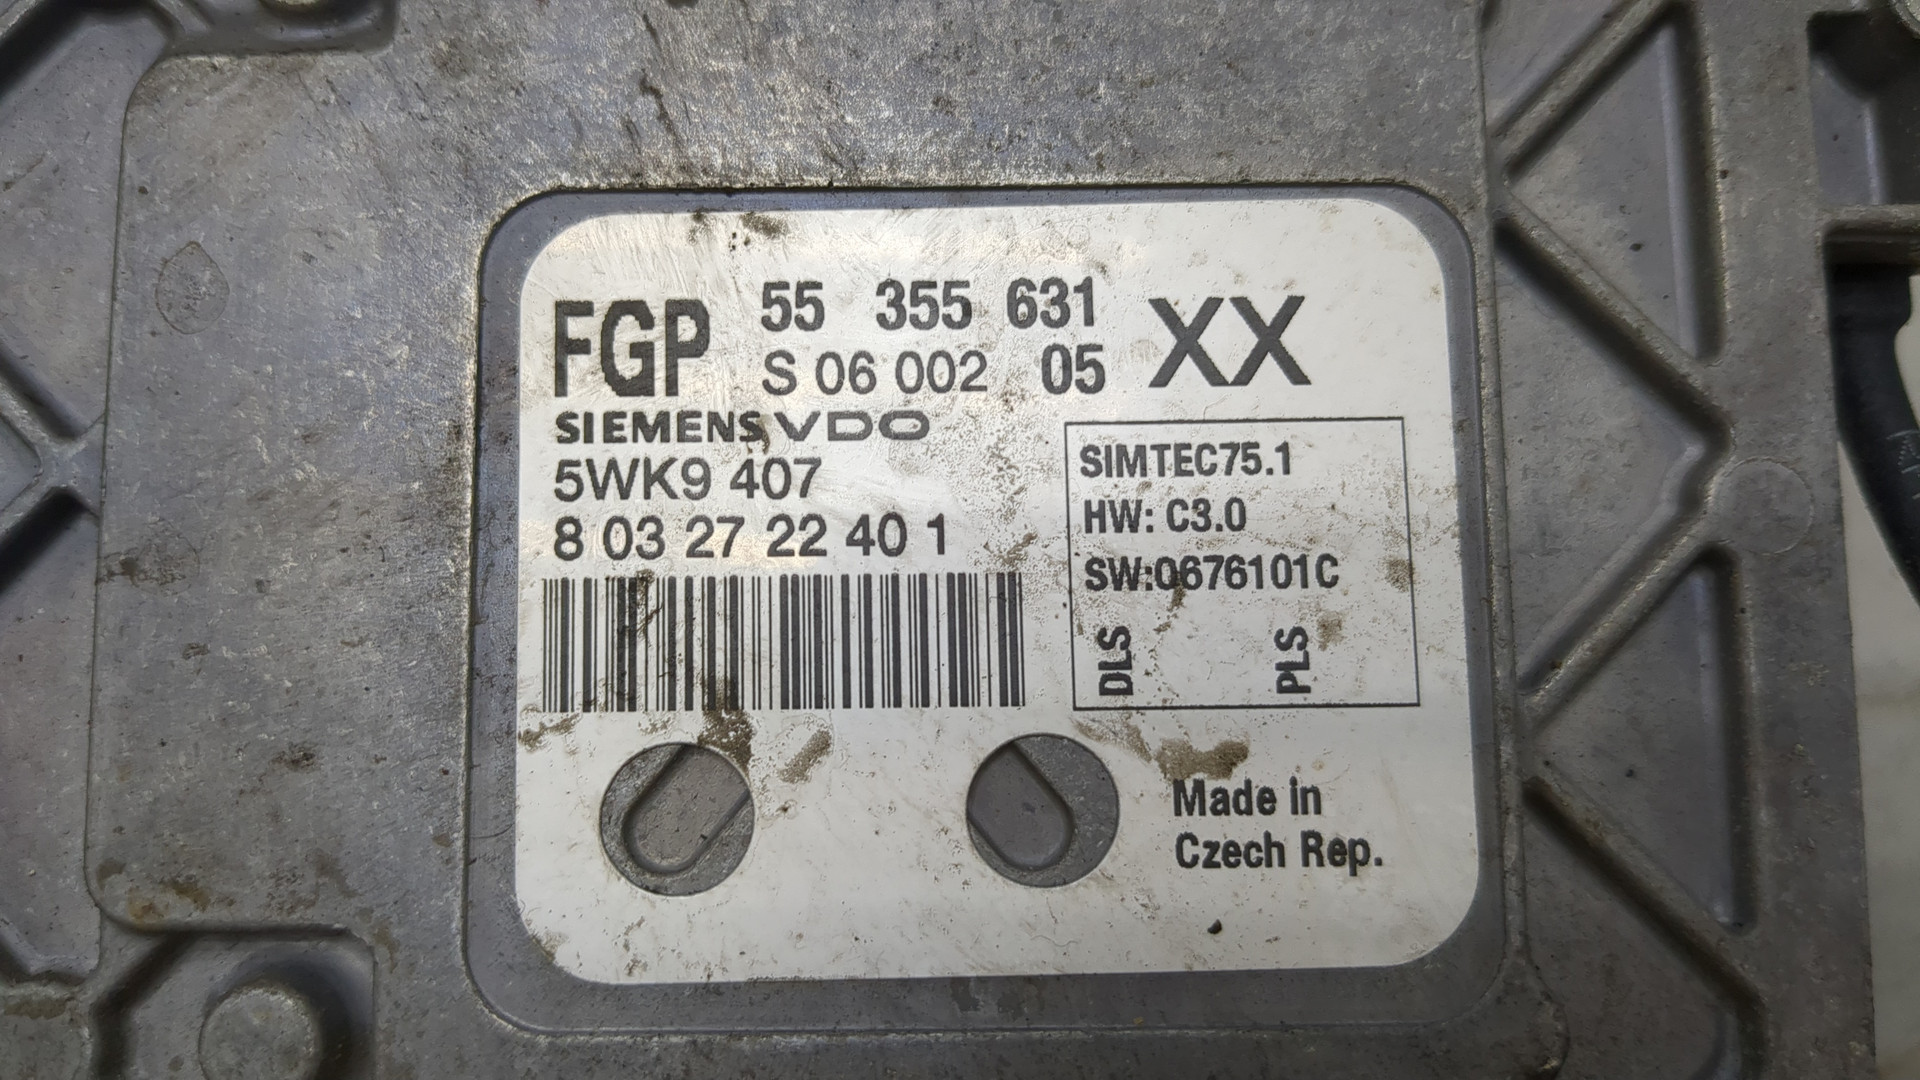 FGP 55 355 631 XX
S 06 002 05
SIEMENS VDO
5WK9 407
8 03 27 22 40 1
SIMTEC75.1
HW: C3.0
SW:0676101C
DLS PLS
Made in
Czech Rep.